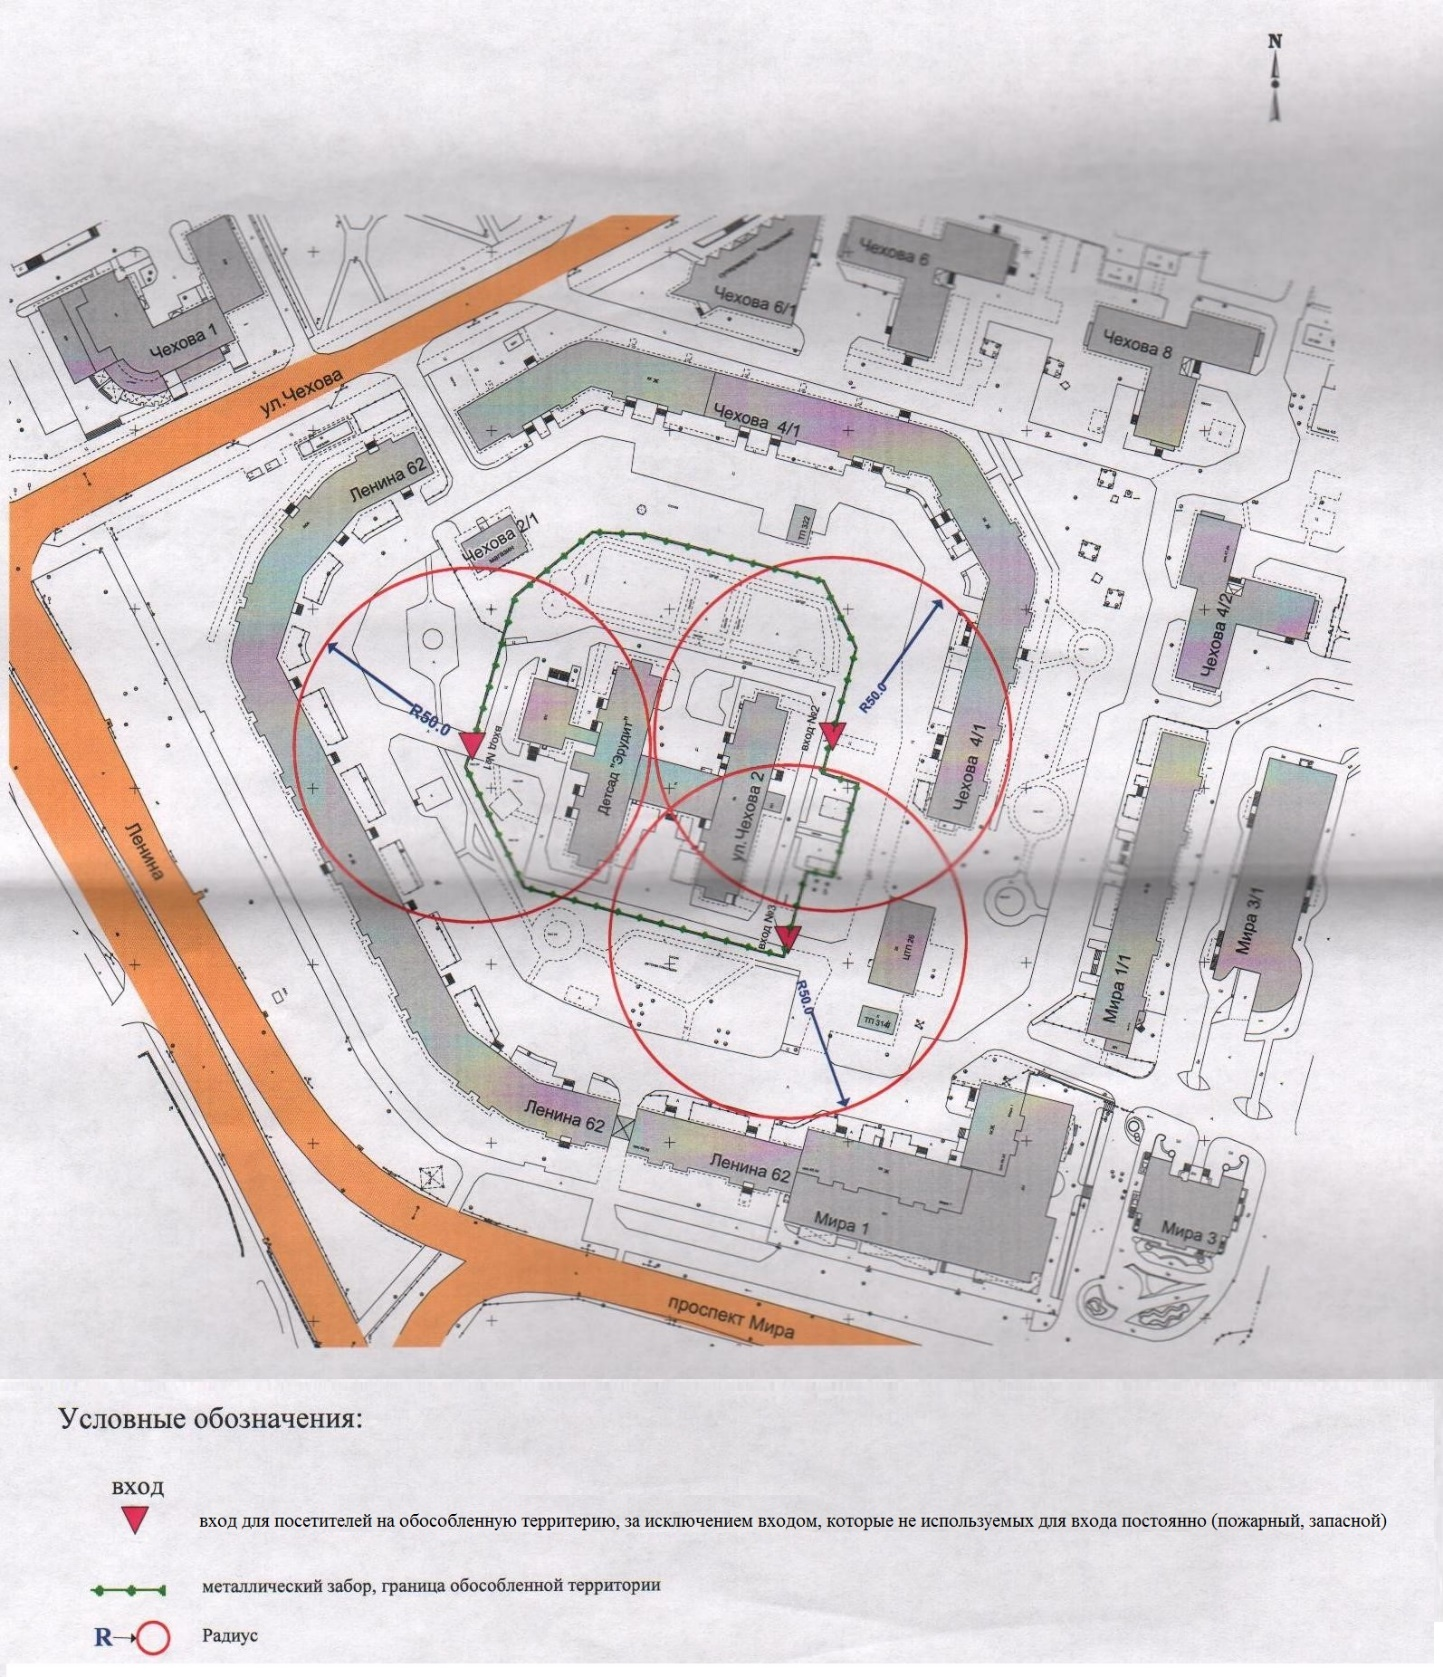 N
Чехова 1
ул.Чехова
Чехова 6/1
Чехова 6
Чехова 8
Чехова 4/1
Ленина 62
Чехова 2/1
магазин
ТП 322
Чехова 4/2
R50.0
R50.0
вход №1
вход №2
Детсад "Эрудит"
ул.Чехова 2
Чехова 4/1
Ленина
вход №3
ЦТП 26
R50.0
Мира 1/1
Мира 3/1
Ленина 62
Ленина 62
Мира 1
Мира 3
проспект Мира
Условные обозначения:
вход
вход для посетителей на обособленную территерию, за исключением входом, которые не используемых для входа постоянно (пожарный, запасной)
металлический забор, граница обособленной территории
R
Радиус